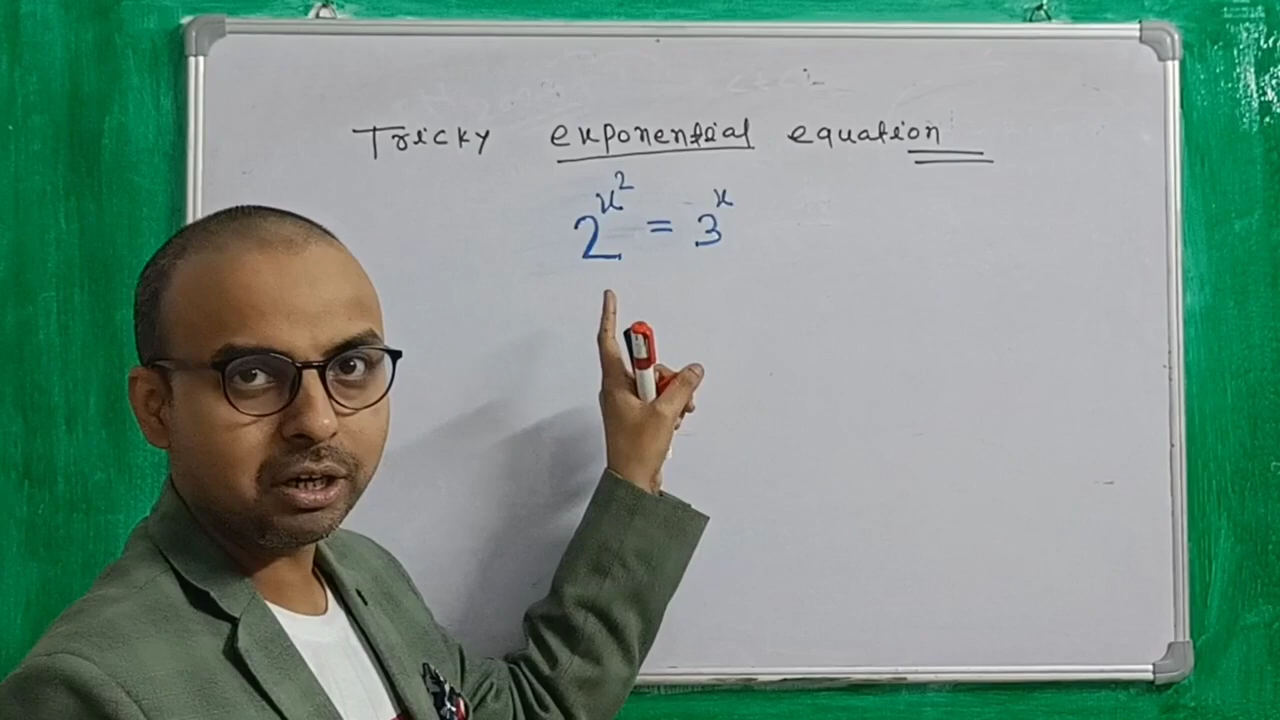 Tricky exponential equation
2^x^2 = 3^x